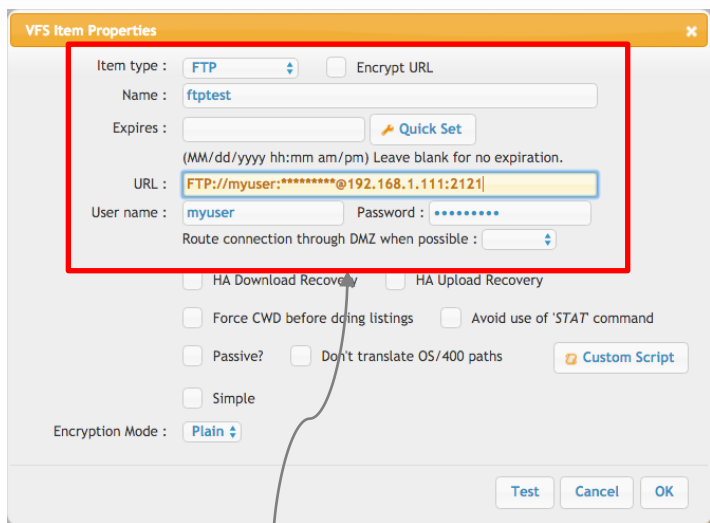 VFS Item Properties
Item type : FTP Encrypt URL
Name : ftptest
Expires : Quick Set
(MM/dd/yyyy hh:mm am/pm) Leave blank for no expiration.
URL : FTP://myuser:*********@192.168.1.111:2121
User name : myuser Password : •••••••••
Route connection through DMZ when possible :
HA Download Recovery HA Upload Recovery
Force CWD before doing listings Avoid use of 'STAT' command
Passive? Don't translate OS/400 paths Custom Script
Simple
Encryption Mode : Plain
Test Cancel OK